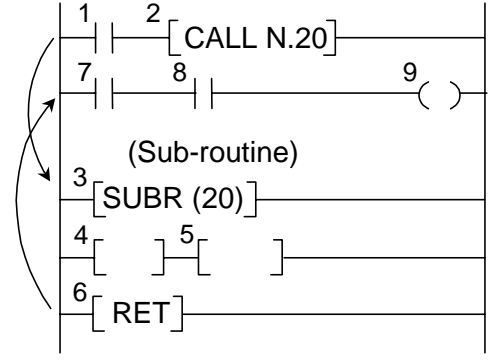 1 2 CALL N.20
7 8 9
(Sub-routine)
3 SUBR (20)
4 5
6 RET